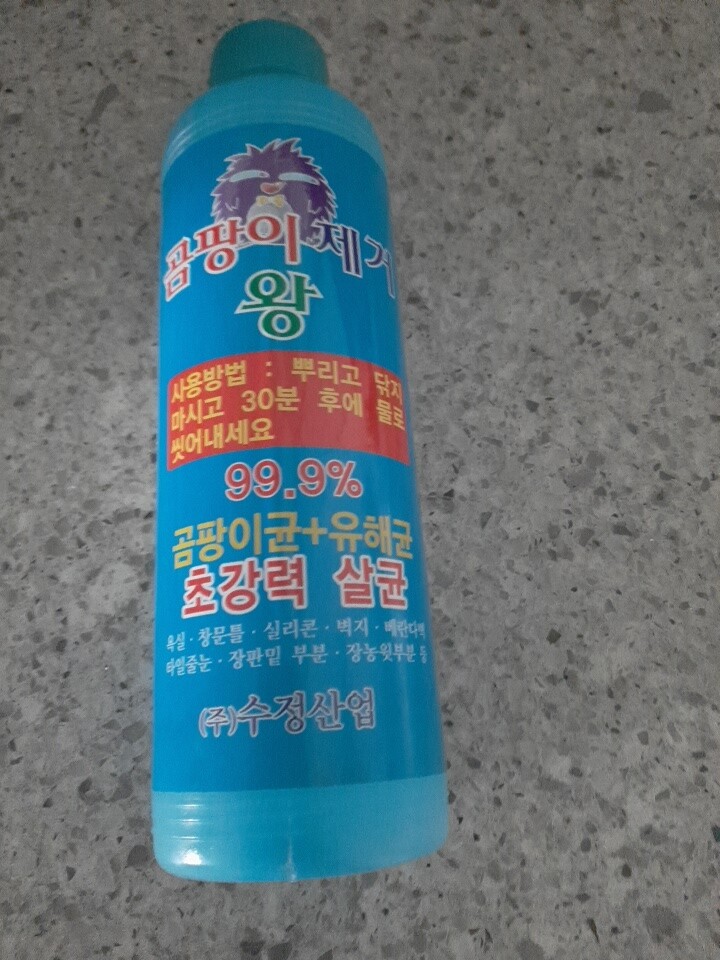 곰팡이 제거
왕
사용방법 : 뿌리고 닦지
마시고 30분 후에 물로
씻어내세요
99.9%
곰팡이균+유해균
초강력 살균
욕실·창문틀·실리콘·벽지·베란다벽
타일줄눈·장판밑 부분·장농윗부분 등
(주)수정산업